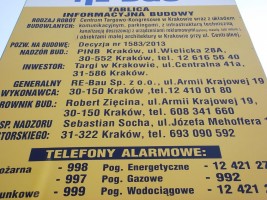 TABLICA
INFORMACYJNA BUDOWY
RODZAJ ROBÓT Centrum Targowo-Kongresowe w Krakowie wraz z układem
BUDOWLANYCH: komunikacyjnym, parkingami, i infrastrukturą techniczną,
POZW. NA BUDOWĘ: Decyzja nr 1583/2013
NADZÓR BUD.: PINB Kraków, ul. Wielicka 28A,
30-552 Kraków, tel. 12 616 56 40
INWESTOR: Targi w Krakowie, ul. Centralna 41A,
31-586 Kraków.
GENERALNY RE-Bau Sp. z o.o., ul. Armii Krajowej 19
WYKONAWCA: 30-150 Kraków, tel. 12 410 01 80
ROWNIK BUD.: Robert Zięcina, ul. Armii Krajowej 19,
30-150 Kraków, tel. 608 341 660
SP. NADZORU Sebastian Socha, ul. Józefa Mehoffera
TORSKIEGO: 31-322 Kraków, tel. 693 090 592
TELEFONY ALARMOWE:
ożarna - 998 Pog. Energetyczne - 12 421 27
- 997 Pog. Gazowe - 992
unkowe - 999 Pog. Wodociągowe - 12 421